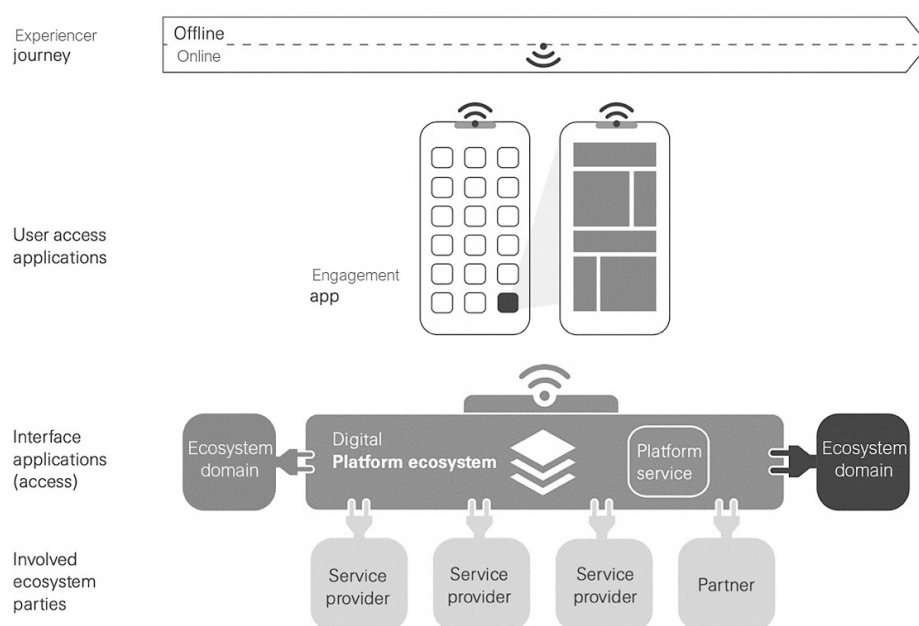 Experiencer
journey
Offline
Online
User access
applications
Engagement
app
Interface
applications
(access)
Ecosystem
domain
Digital
Platform ecosystem
Platform
service
Ecosystem
domain
Involved
ecosystem
parties
Service
provider
Service
provider
Service
provider
Partner